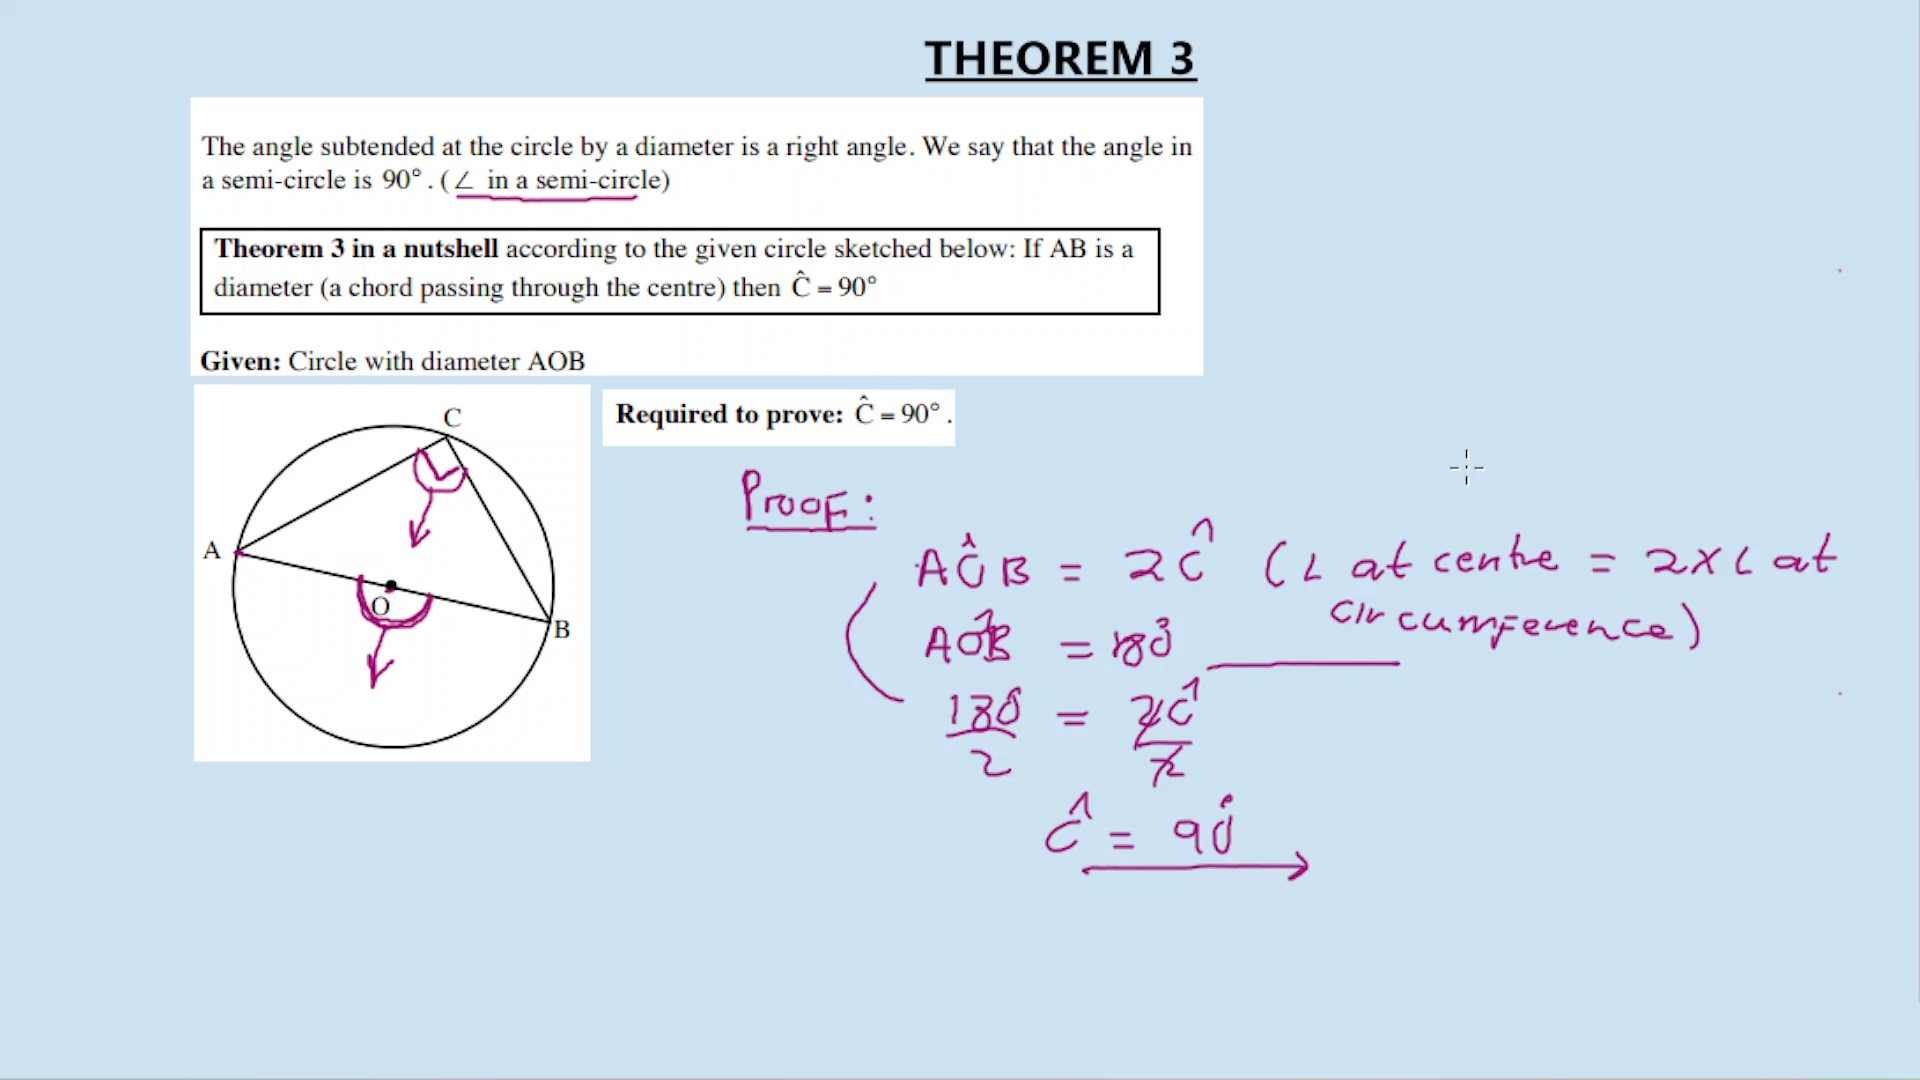 THEOREM 3
The angle subtended at the circle by a diameter is a right angle. We say that the angle in
a semi-circle is 90°. (∠ in a semi-circle)
Theorem 3 in a nutshell according to the given circle sketched below: If AB is a
diameter (a chord passing through the centre) then Ĉ = 90°
Given: Circle with diameter AOB
Required to prove: Ĉ = 90°.
C
A
O
B
Proof:
AÔB = 2Ĉ (∠ at centre = 2x∠ at
circumference)
AÔB = 180°
180° = 2Ĉ
2 2
Ĉ = 90°